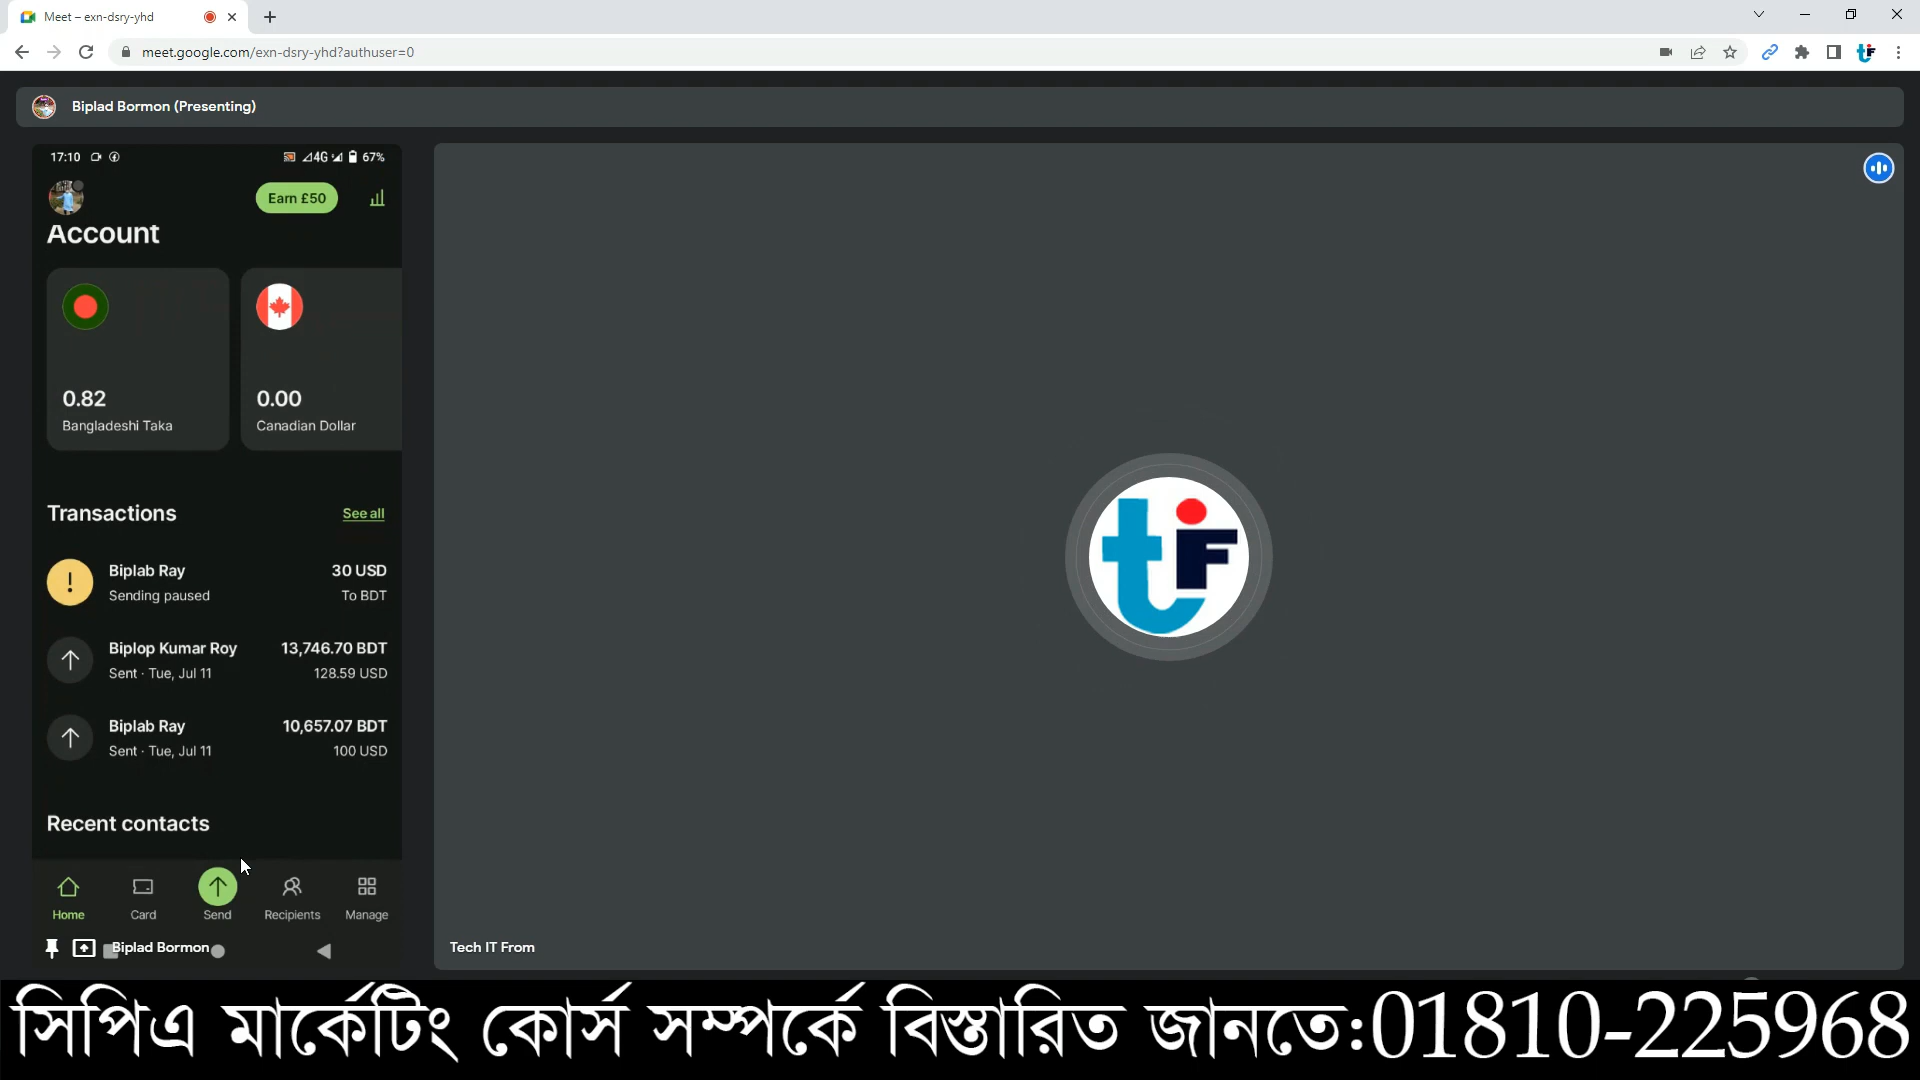 Meet – exn-dsry-yhd
meet.google.com/exn-dsry-yhd?authuser=0
tiF
Biplad Bormon (Presenting)
17:10
4G
67%
Earn £50
Account
0.82
Bangladeshi Taka
0.00
Canadian Dollar
Transactions
See all
!
Biplab Ray
30 USD
Sending paused
To BDT
Biplop Kumar Roy
13,746.70 BDT
Sent · Tue, Jul 11
128.59 USD
Biplab Ray
10,657.07 BDT
Sent · Tue, Jul 11
100 USD
Recent contacts
Home
Card
Send
Recipients
Manage
Biplad Bormon
tiF
Tech IT From
সিপিএ মার্কেটিং কোর্স সম্পর্কে বিস্তারিত জানতে:01810-225968